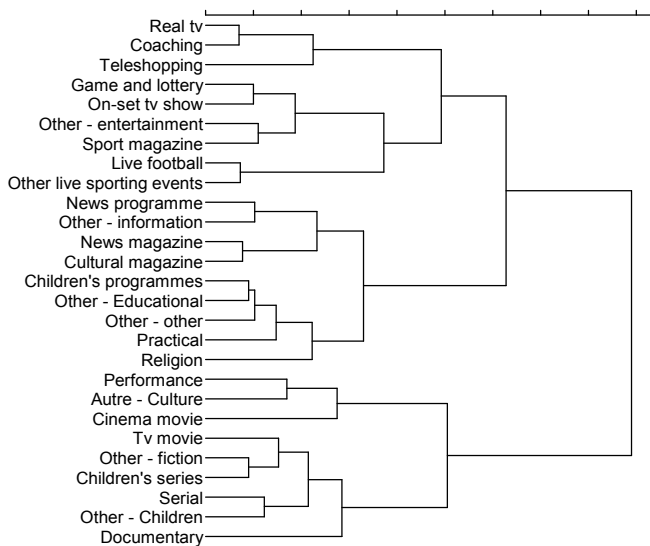 Real tv
Coaching
Teleshopping
Game and lottery
On-set tv show
Other - entertainment
Sport magazine
Live football
Other live sporting events
News programme
Other - information
News magazine
Cultural magazine
Children's programmes
Other - Educational
Other - other
Practical
Religion
Performance
Autre - Culture
Cinema movie
Tv movie
Other - fiction
Children's series
Serial
Other - Children
Documentary